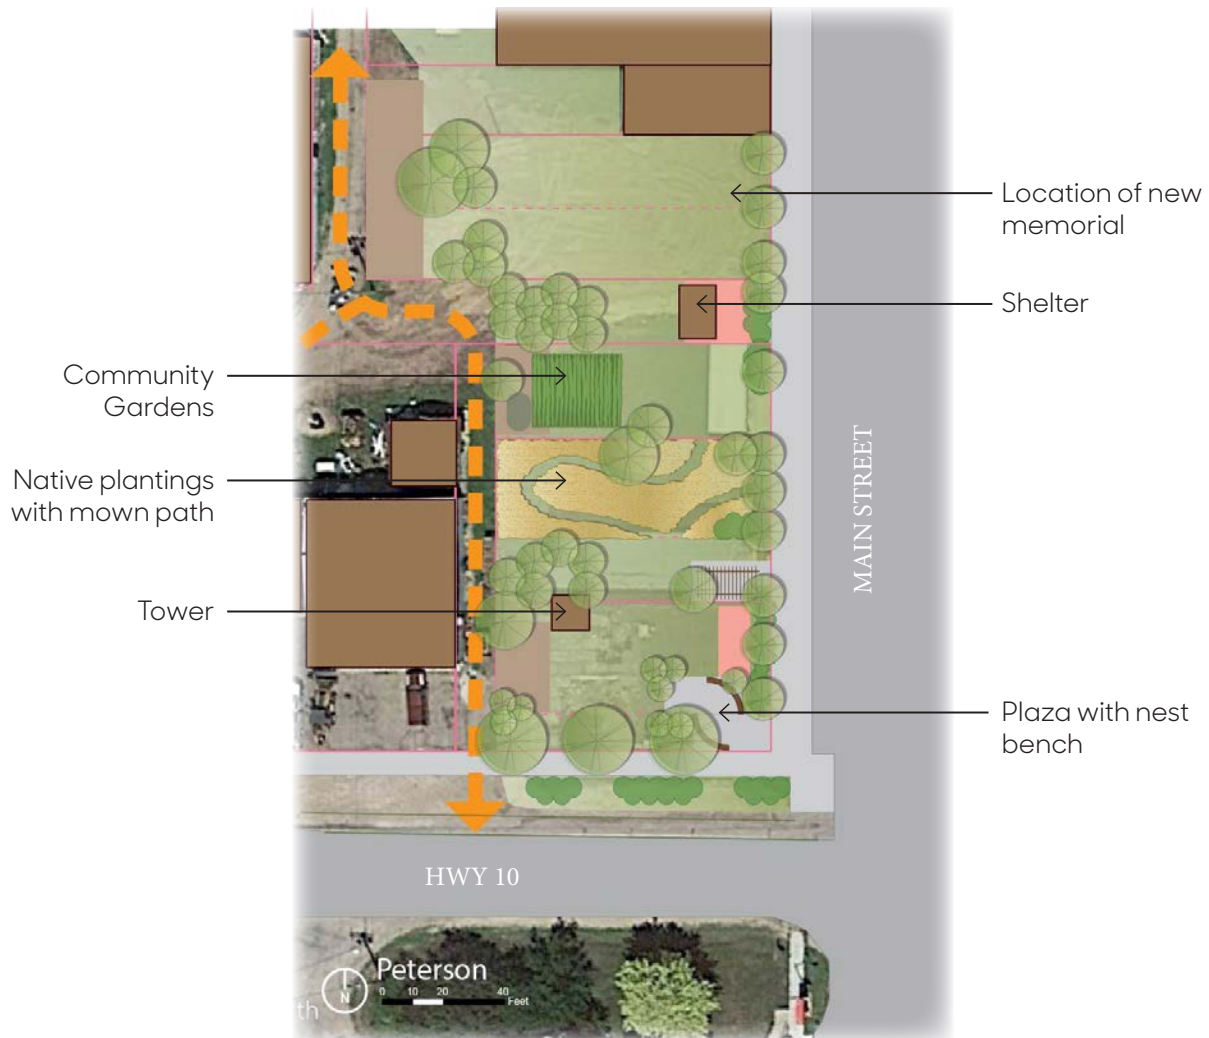 Location of new
memorial
Shelter
Community
Gardens
Native plantings
with mown path
MAIN STREET
Tower
Plaza with nest
bench
HWY 10
Peterson
0 10 20 40
Feet
N
th